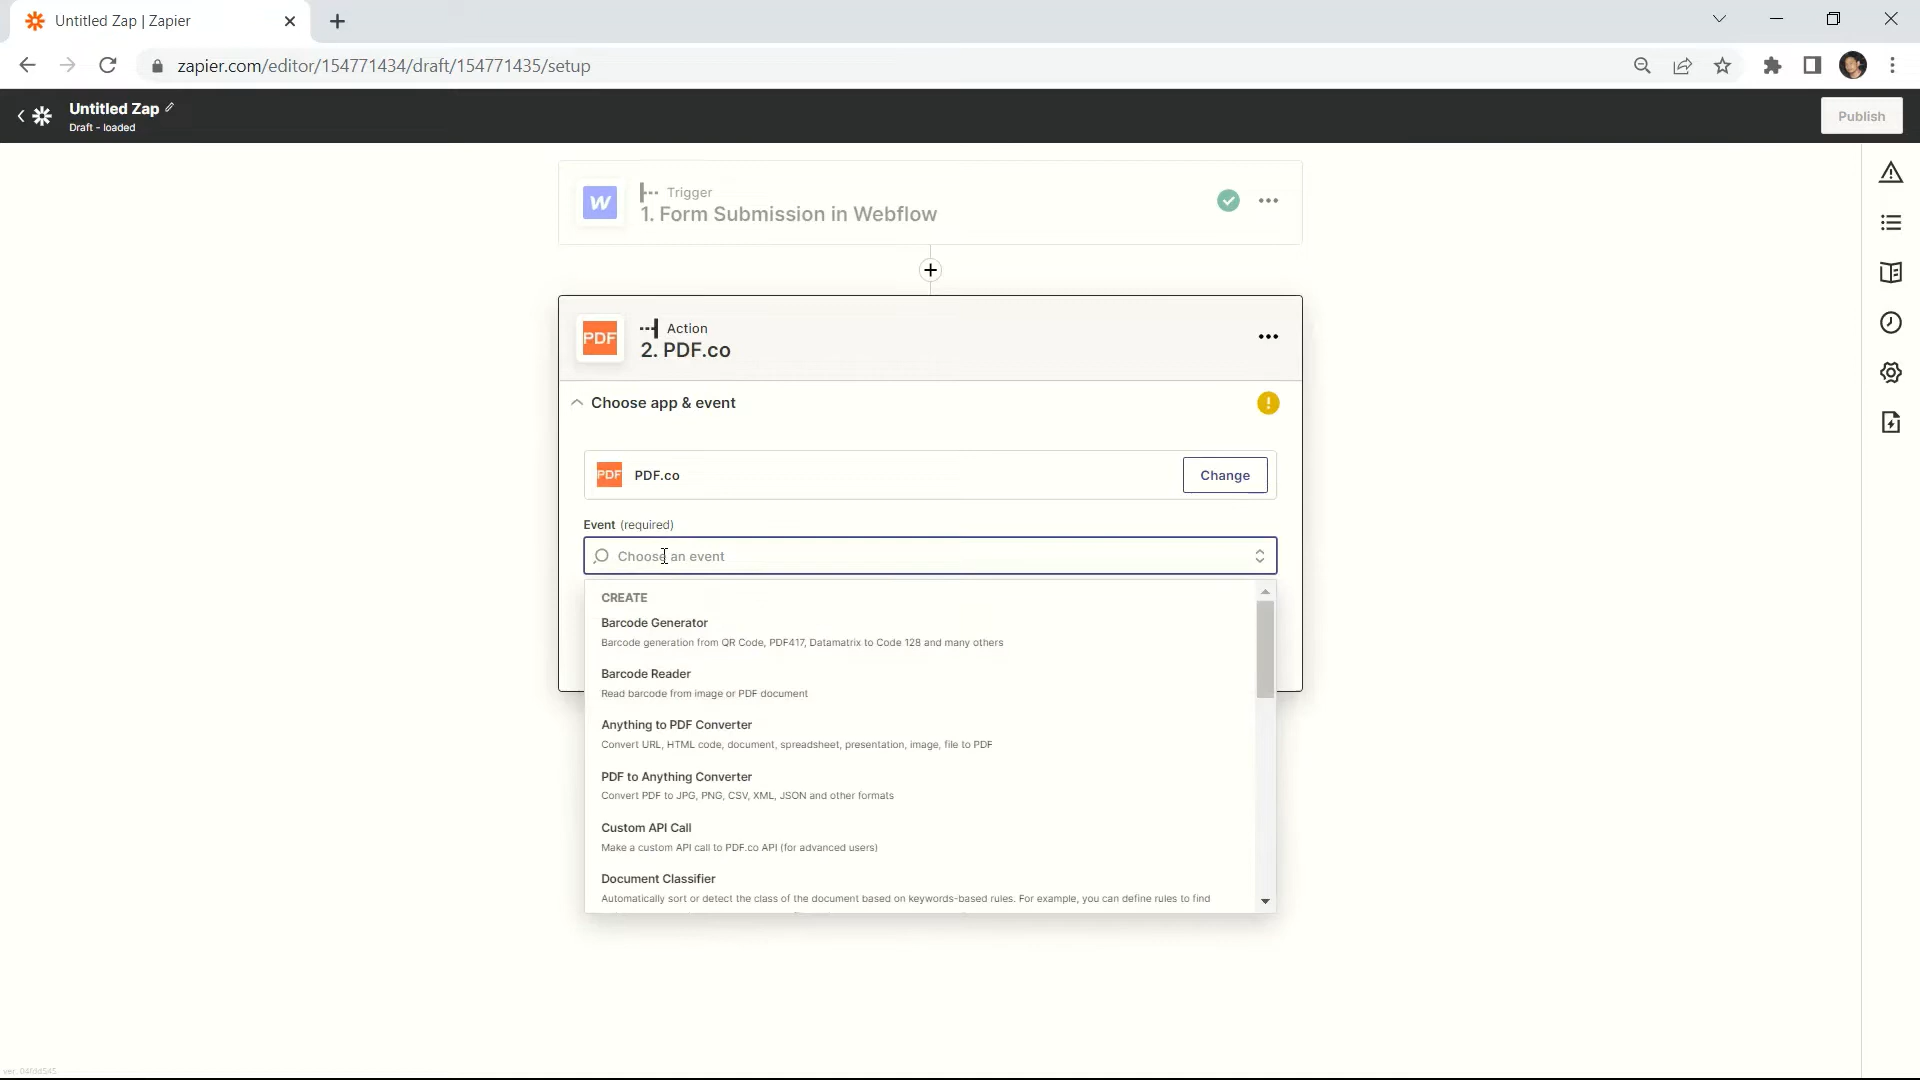 Untitled Zap | Zapier
zapier.com/editor/154771434/draft/154771435/setup
Untitled Zap
Draft - loaded
Publish
Trigger
1. Form Submission in Webflow
PDF
Action
2. PDF.co
Choose app & event
PDF
PDF.co
Change
Event (required)
Choose an event
CREATE
Barcode Generator
Barcode generation from QR Code, PDF417, Datamatrix to Code 128 and many others
Barcode Reader
Read barcode from image or PDF document
Anything to PDF Converter
Convert URL, HTML code, document, spreadsheet, presentation, image, file to PDF
PDF to Anything Converter
Convert PDF to JPG, PNG, CSV, XML, JSON and other formats
Custom API Call
Make a custom API call to PDF.co API (for advanced users)
Document Classifier
Automatically sort or detect the class of the document based on keywords-based rules. For example, you can define rules to find